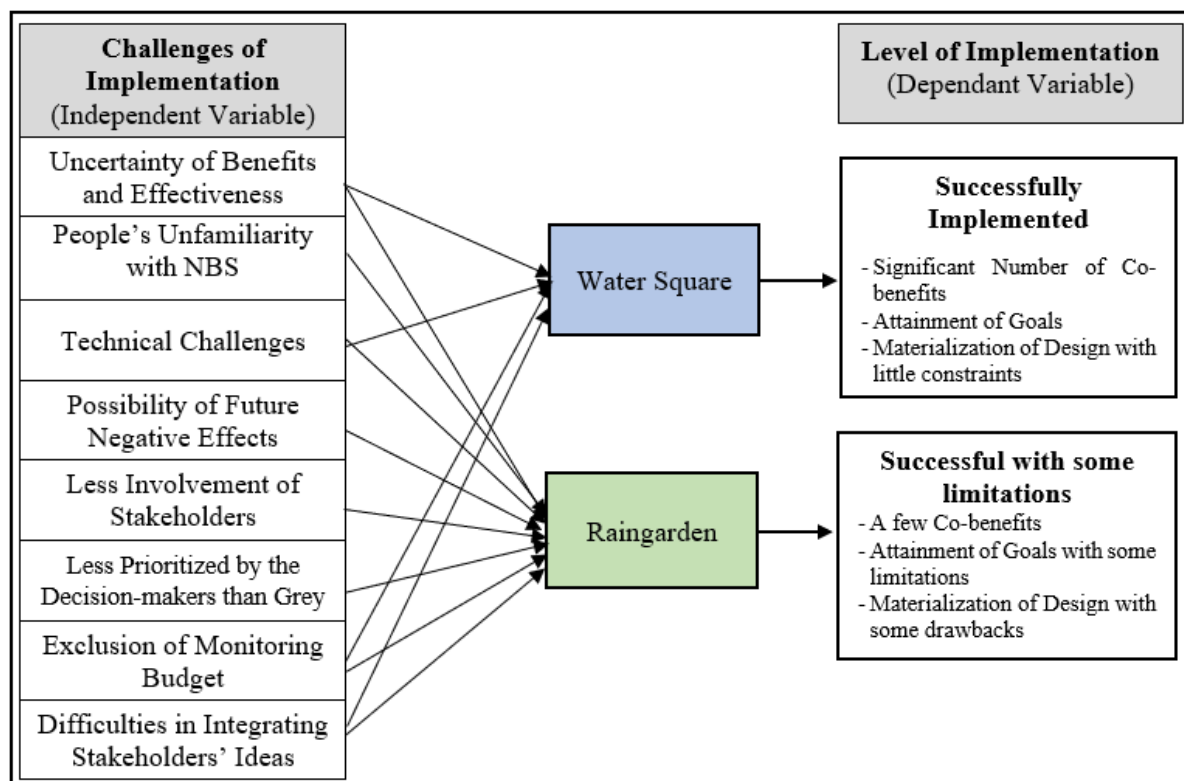 Challenges of
Implementation
(Independent Variable)
Uncertainty of Benefits
and Effectiveness
People's Unfamiliarity
with NBS
Technical Challenges
Possibility of Future
Negative Effects
Less Involvement of
Stakeholders
Less Prioritized by the
Decision-makers than Grey
Exclusion of Monitoring
Budget
Difficulties in Integrating
Stakeholders' Ideas
Water Square
Raingarden
Level of Implementation
(Dependant Variable)
Successfully
Implemented
- Significant Number of Co-
benefits
- Attainment of Goals
- Materialization of Design with
little constraints
Successful with some
limitations
- A few Co-benefits
- Attainment of Goals with some
limitations
- Materialization of Design with
some drawbacks